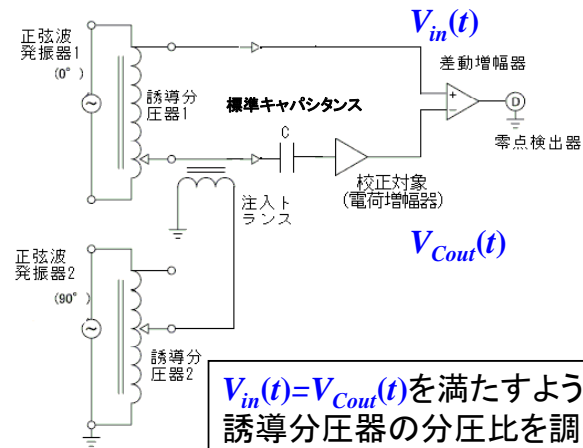 V_in(t)
正弦波
発振器1
(0°)
差動増幅器
誘導分
圧器1
標準キャパシタンス
C
+
−
D
零点検出器
注入ト
ランス
校正対象
(電荷増幅器)
正弦波
発振器2
(90°)
V_Cout(t)
誘導分
圧器2
V_in(t)=V_Cout(t)を満たすよう
誘導分圧器の分圧比を調